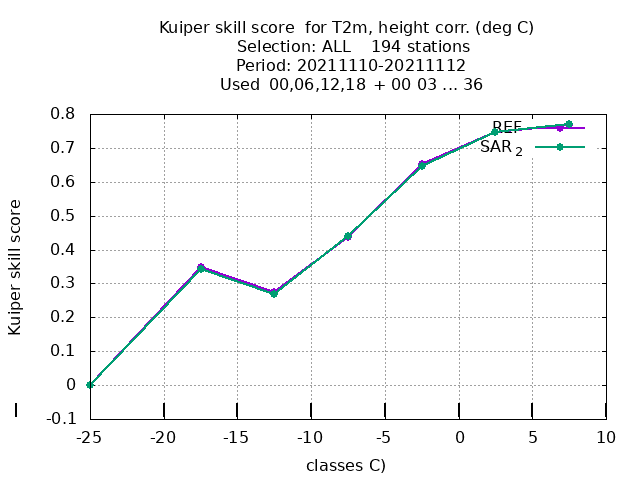 Kuiper skill score for T2m, height corr. (deg C)
Selection: ALL 194 stations
Period: 20211110-20211112
Used 00,06,12,18 + 00 03 ... 36
REF
SAR 2
0.8
0.7
0.6
0.5
0.4
0.3
0.2
0.1
0
-0.1
Kuiper skill score
-25 -20 -15 -10 -5 0 5 10
classes C)